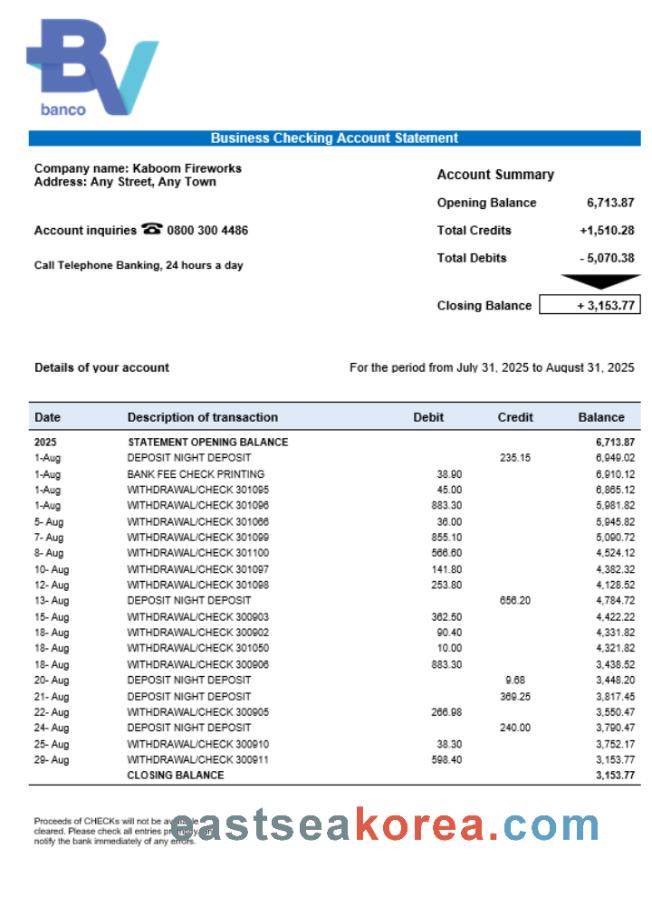 BV
banco
Business Checking Account Statement
Company name: Kaboom Fireworks
Address: Any Street, Any Town
Account inquiries ☎ 0800 300 4486
Call Telephone Banking, 24 hours a day
Account Summary
Opening Balance 6,713.87
Total Credits +1,510.28
Total Debits - 5,070.38
Closing Balance + 3,153.77
Details of your account For the period from July 31, 2025 to August 31, 2025
Date Description of transaction Debit Credit Balance
2025 STATEMENT OPENING BALANCE 6,713.87
1-Aug DEPOSIT NIGHT DEPOSIT 235.15 6,949.02
1-Aug BANK FEE CHECK PRINTING 38.90 6,910.12
1-Aug WITHDRAWAL/CHECK 301095 45.00 6,865.12
1-Aug WITHDRAWAL/CHECK 301096 883.30 5,981.82
5- Aug WITHDRAWAL/CHECK 301066 36.00 5,945.82
7- Aug WITHDRAWAL/CHECK 301099 855.10 5,090.72
8- Aug WITHDRAWAL/CHECK 301100 566.60 4,524.12
10- Aug WITHDRAWAL/CHECK 301097 141.80 4,382.32
12- Aug WITHDRAWAL/CHECK 301098 253.80 4,128.52
13- Aug DEPOSIT NIGHT DEPOSIT 656.20 4,784.72
15- Aug WITHDRAWAL/CHECK 300903 362.50 4,422.22
18- Aug WITHDRAWAL/CHECK 300902 90.40 4,331.82
18- Aug WITHDRAWAL/CHECK 301050 10.00 4,321.82
18- Aug WITHDRAWAL/CHECK 300906 883.30 3,438.52
20- Aug DEPOSIT NIGHT DEPOSIT 9.68 3,448.20
21- Aug DEPOSIT NIGHT DEPOSIT 369.25 3,817.45
22- Aug WITHDRAWAL/CHECK 300905 266.98 3,550.47
24- Aug DEPOSIT NIGHT DEPOSIT 240.00 3,790.47
25- Aug WITHDRAWAL/CHECK 300910 38.30 3,752.17
29- Aug WITHDRAWAL/CHECK 300911 598.40 3,153.77
CLOSING BALANCE 3,153.77
Proceeds of CHECKs will not be
cleared. Please check all entries
notify the bank immediately of any errors.
eastseakorea.com